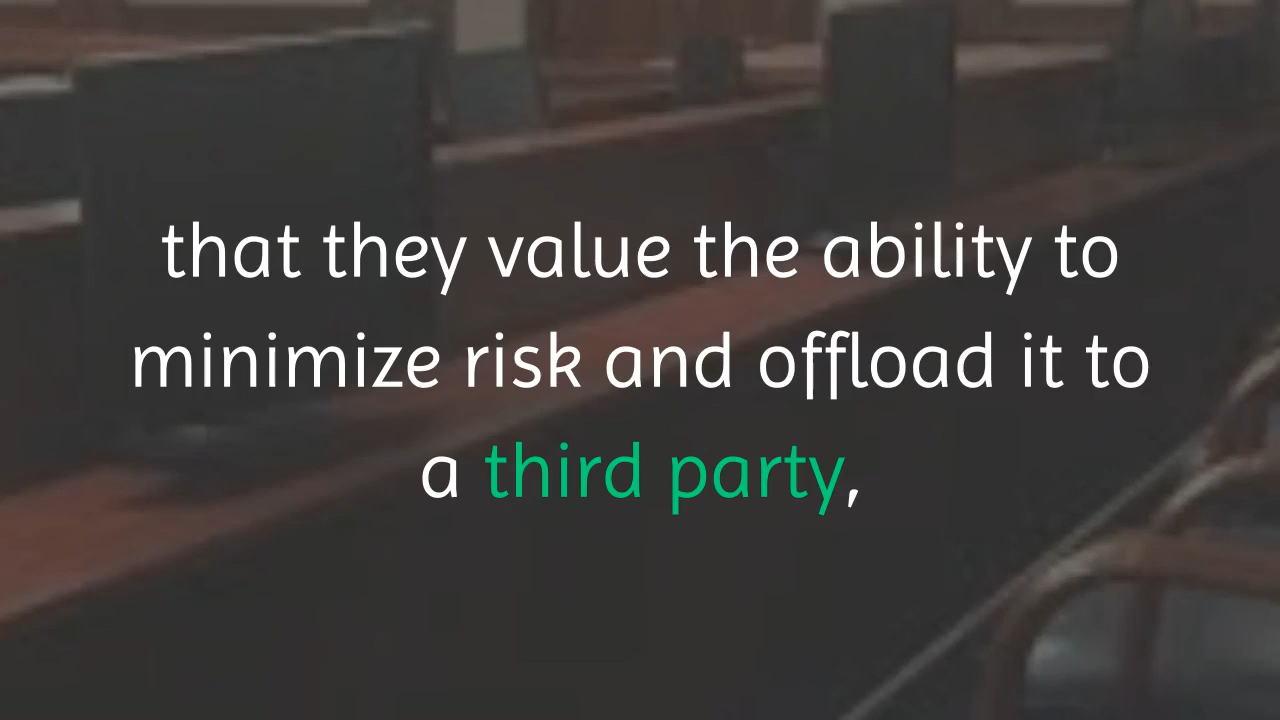 that they value the ability to
minimize risk and offload it to
a third party,